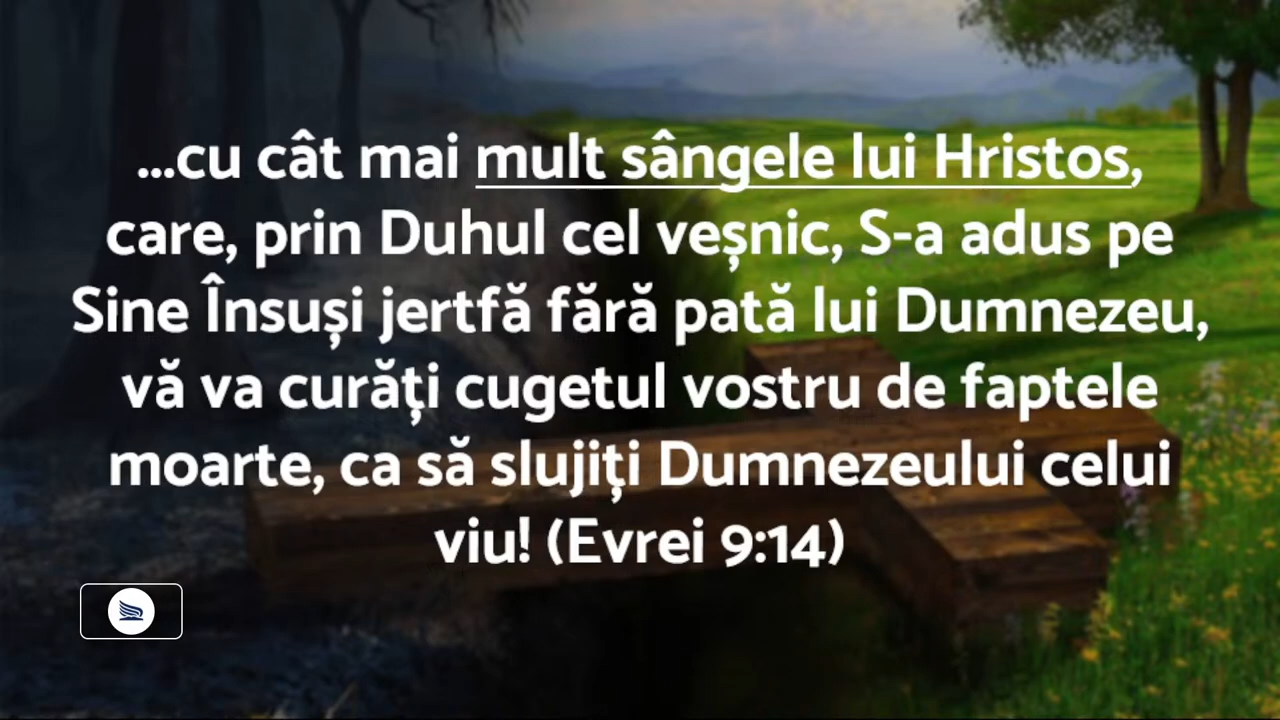 ...cu cât mai mult sângele lui Hristos,
care, prin Duhul cel veșnic, S-a adus pe
Sine Însuși jertfă fără pată lui Dumnezeu,
vă va curăți cugetul vostru de faptele
moarte, ca să slujiți Dumnezeului celui
viu! (Evrei 9:14)